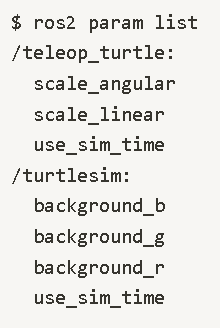 $ ros2 param list
/teleop_turtle:
  scale_angular
  scale_linear
  use_sim_time
/turtlesim:
  background_b
  background_g
  background_r
  use_sim_time